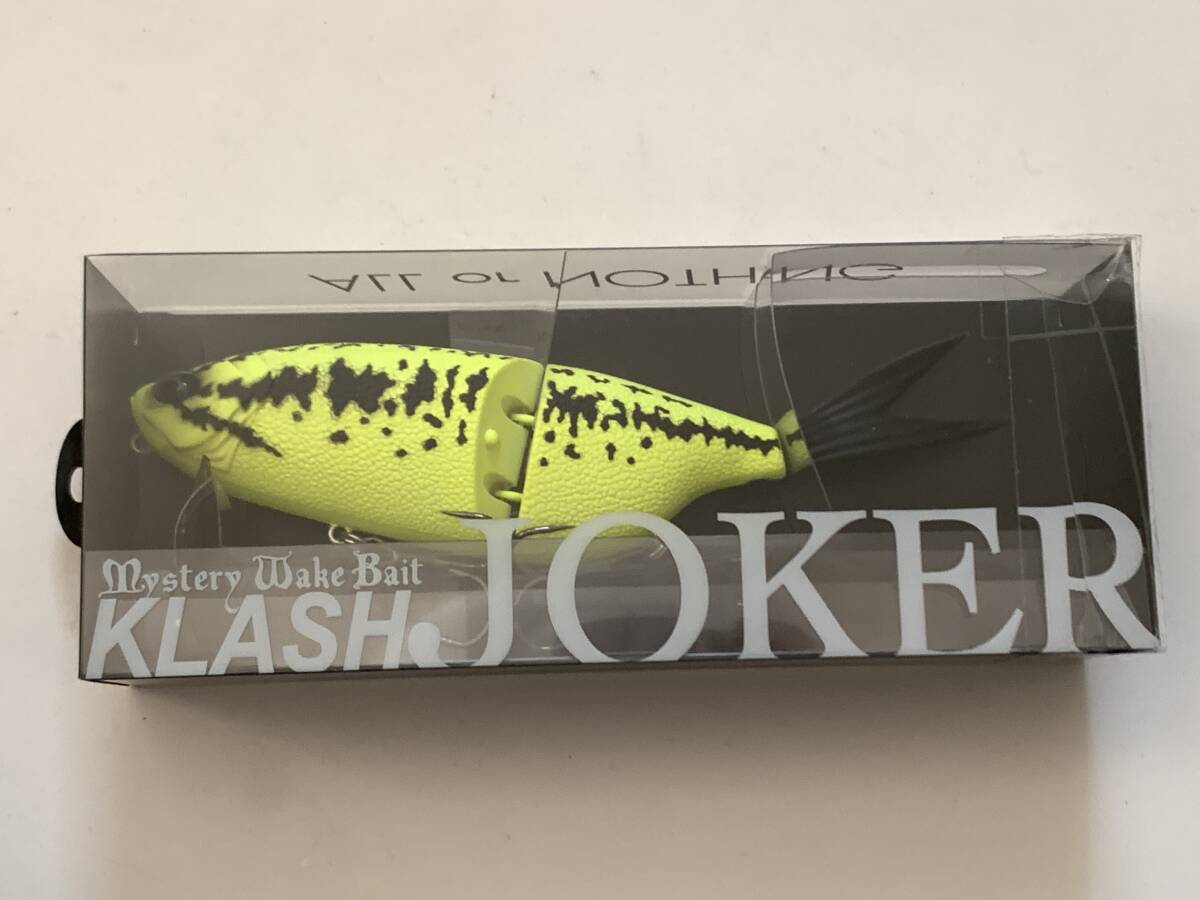 ALL OR NOTHING
Mystery Wake Bait
KLASH JOKER